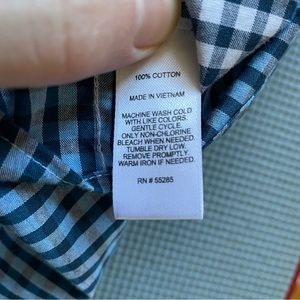 100% COTTON
MADE IN VIETNAM
MACHINE WASH COLD
WITH LIKE COLORS.
GENTLE CYCLE.
ONLY NON-CHLORINE
BLEACH WHEN NEEDED.
TUMBLE DRY LOW.
REMOVE PROMPTLY.
WARM IRON IF NEEDED.
RN # 55285